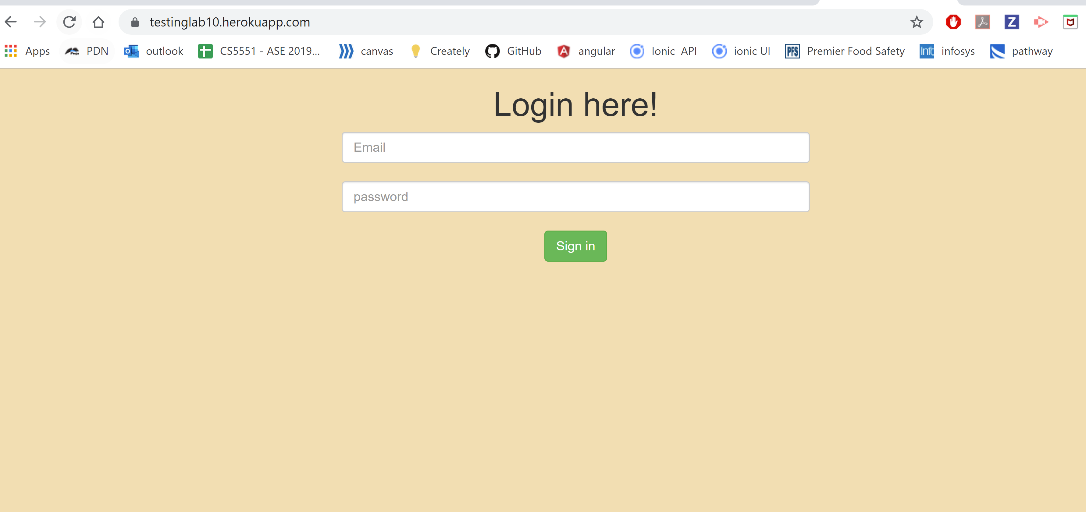 testinglab10.herokuapp.com
Apps PDN outlook CS5551 - ASE 2019... canvas Creately GitHub angular Ionic API ionic UI PFS Premier Food Safety infosys pathway
Login here!
Email
password
Sign in